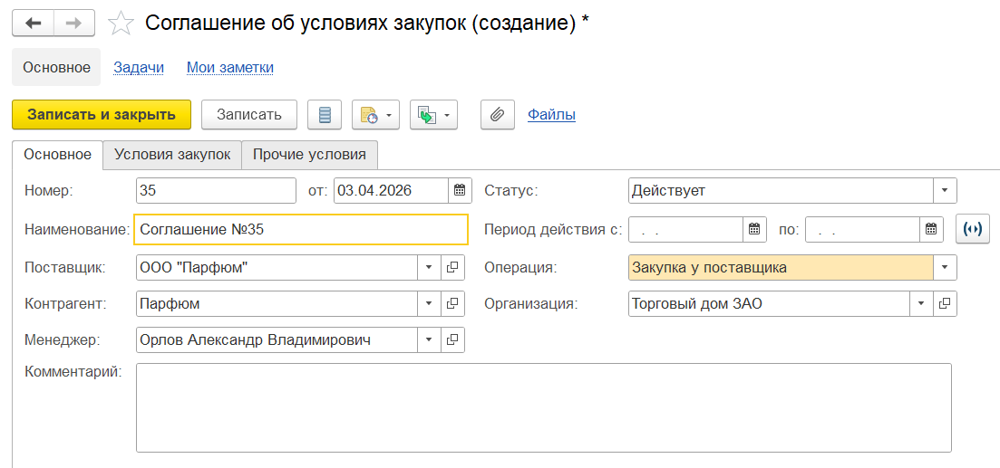 Соглашение об условиях закупок (создание) *
Основное Задачи Мои заметки
Записать и закрыть Записать Файлы
Основное Условия закупок Прочие условия
Номер: 35 от: 03.04.2026 Статус: Действует
Наименование: Соглашение №35 Период действия с: . . по: . .
Поставщик: ООО "Парфюм" Операция: Закупка у поставщика
Контрагент: Парфюм Организация: Торговый дом ЗАО
Менеджер: Орлов Александр Владимирович
Комментарий: